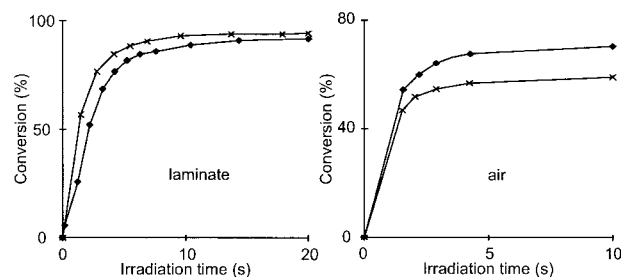 100
50
0
0
10
20
Conversion (%)
laminate
Irradiation time (s)
80
40
0
0
5
10
Conversion (%)
air
Irradiation time (s)